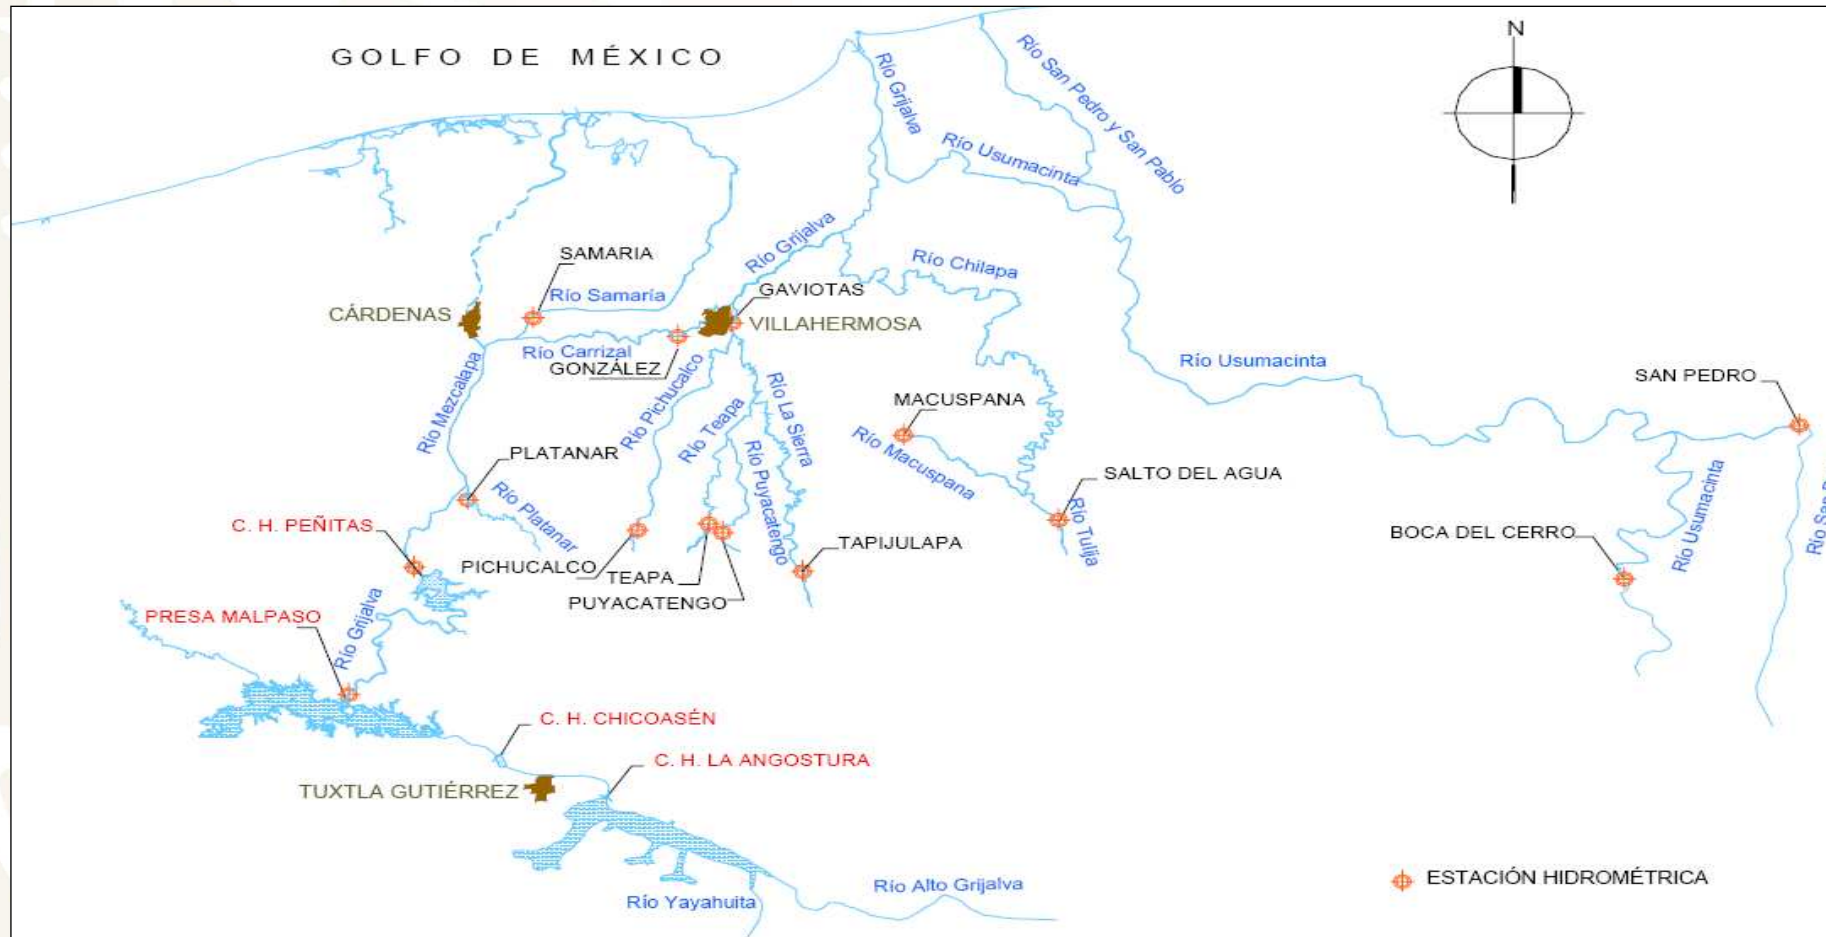 N
GOLFO DE MÉXICO
Río San Pedro y San Pablo
Río Grijalva
Río Usumacinta
Río Grijalva
SAMARIA
Río Chilapa
Río Samaría
GAVIOTAS
CÁRDENAS
VILLAHERMOSA
Río Carrizal
GONZÁLEZ
Río Usumacinta
SAN PEDRO
Río Mezcalapa
Río Pichucalco
Río Teapa
Río La Sierra
MACUSPANA
Río Macuspana
Río Puyacatengo
PLATANAR
Río Platanar
SALTO DEL AGUA
Río Tulija
C. H. PEÑITAS
PICHUCALCO
TEAPA
PUYACATENGO
TAPIJULAPA
BOCA DEL CERRO
Río Usumacinta
Río San
PRESA MALPASO
Río Grijalva
C. H. CHICOASÉN
C. H. LA ANGOSTURA
TUXTLA GUTIÉRREZ
Río Alto Grijalva
Río Yayahuita
ESTACIÓN HIDROMÉTRICA